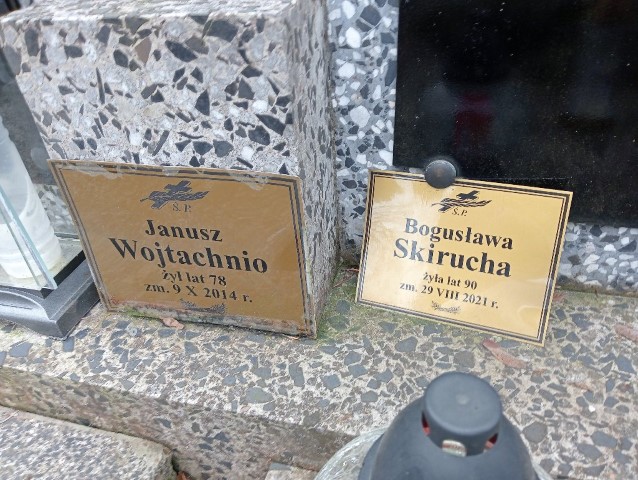 Ś.P.
Janusz
Wojtachnio
żył lat 78
zm. 9 X 2014 r.
Ś.P.
Bogusława
Skirucha
żyła lat 90
zm. 29 VIII 2021 r.